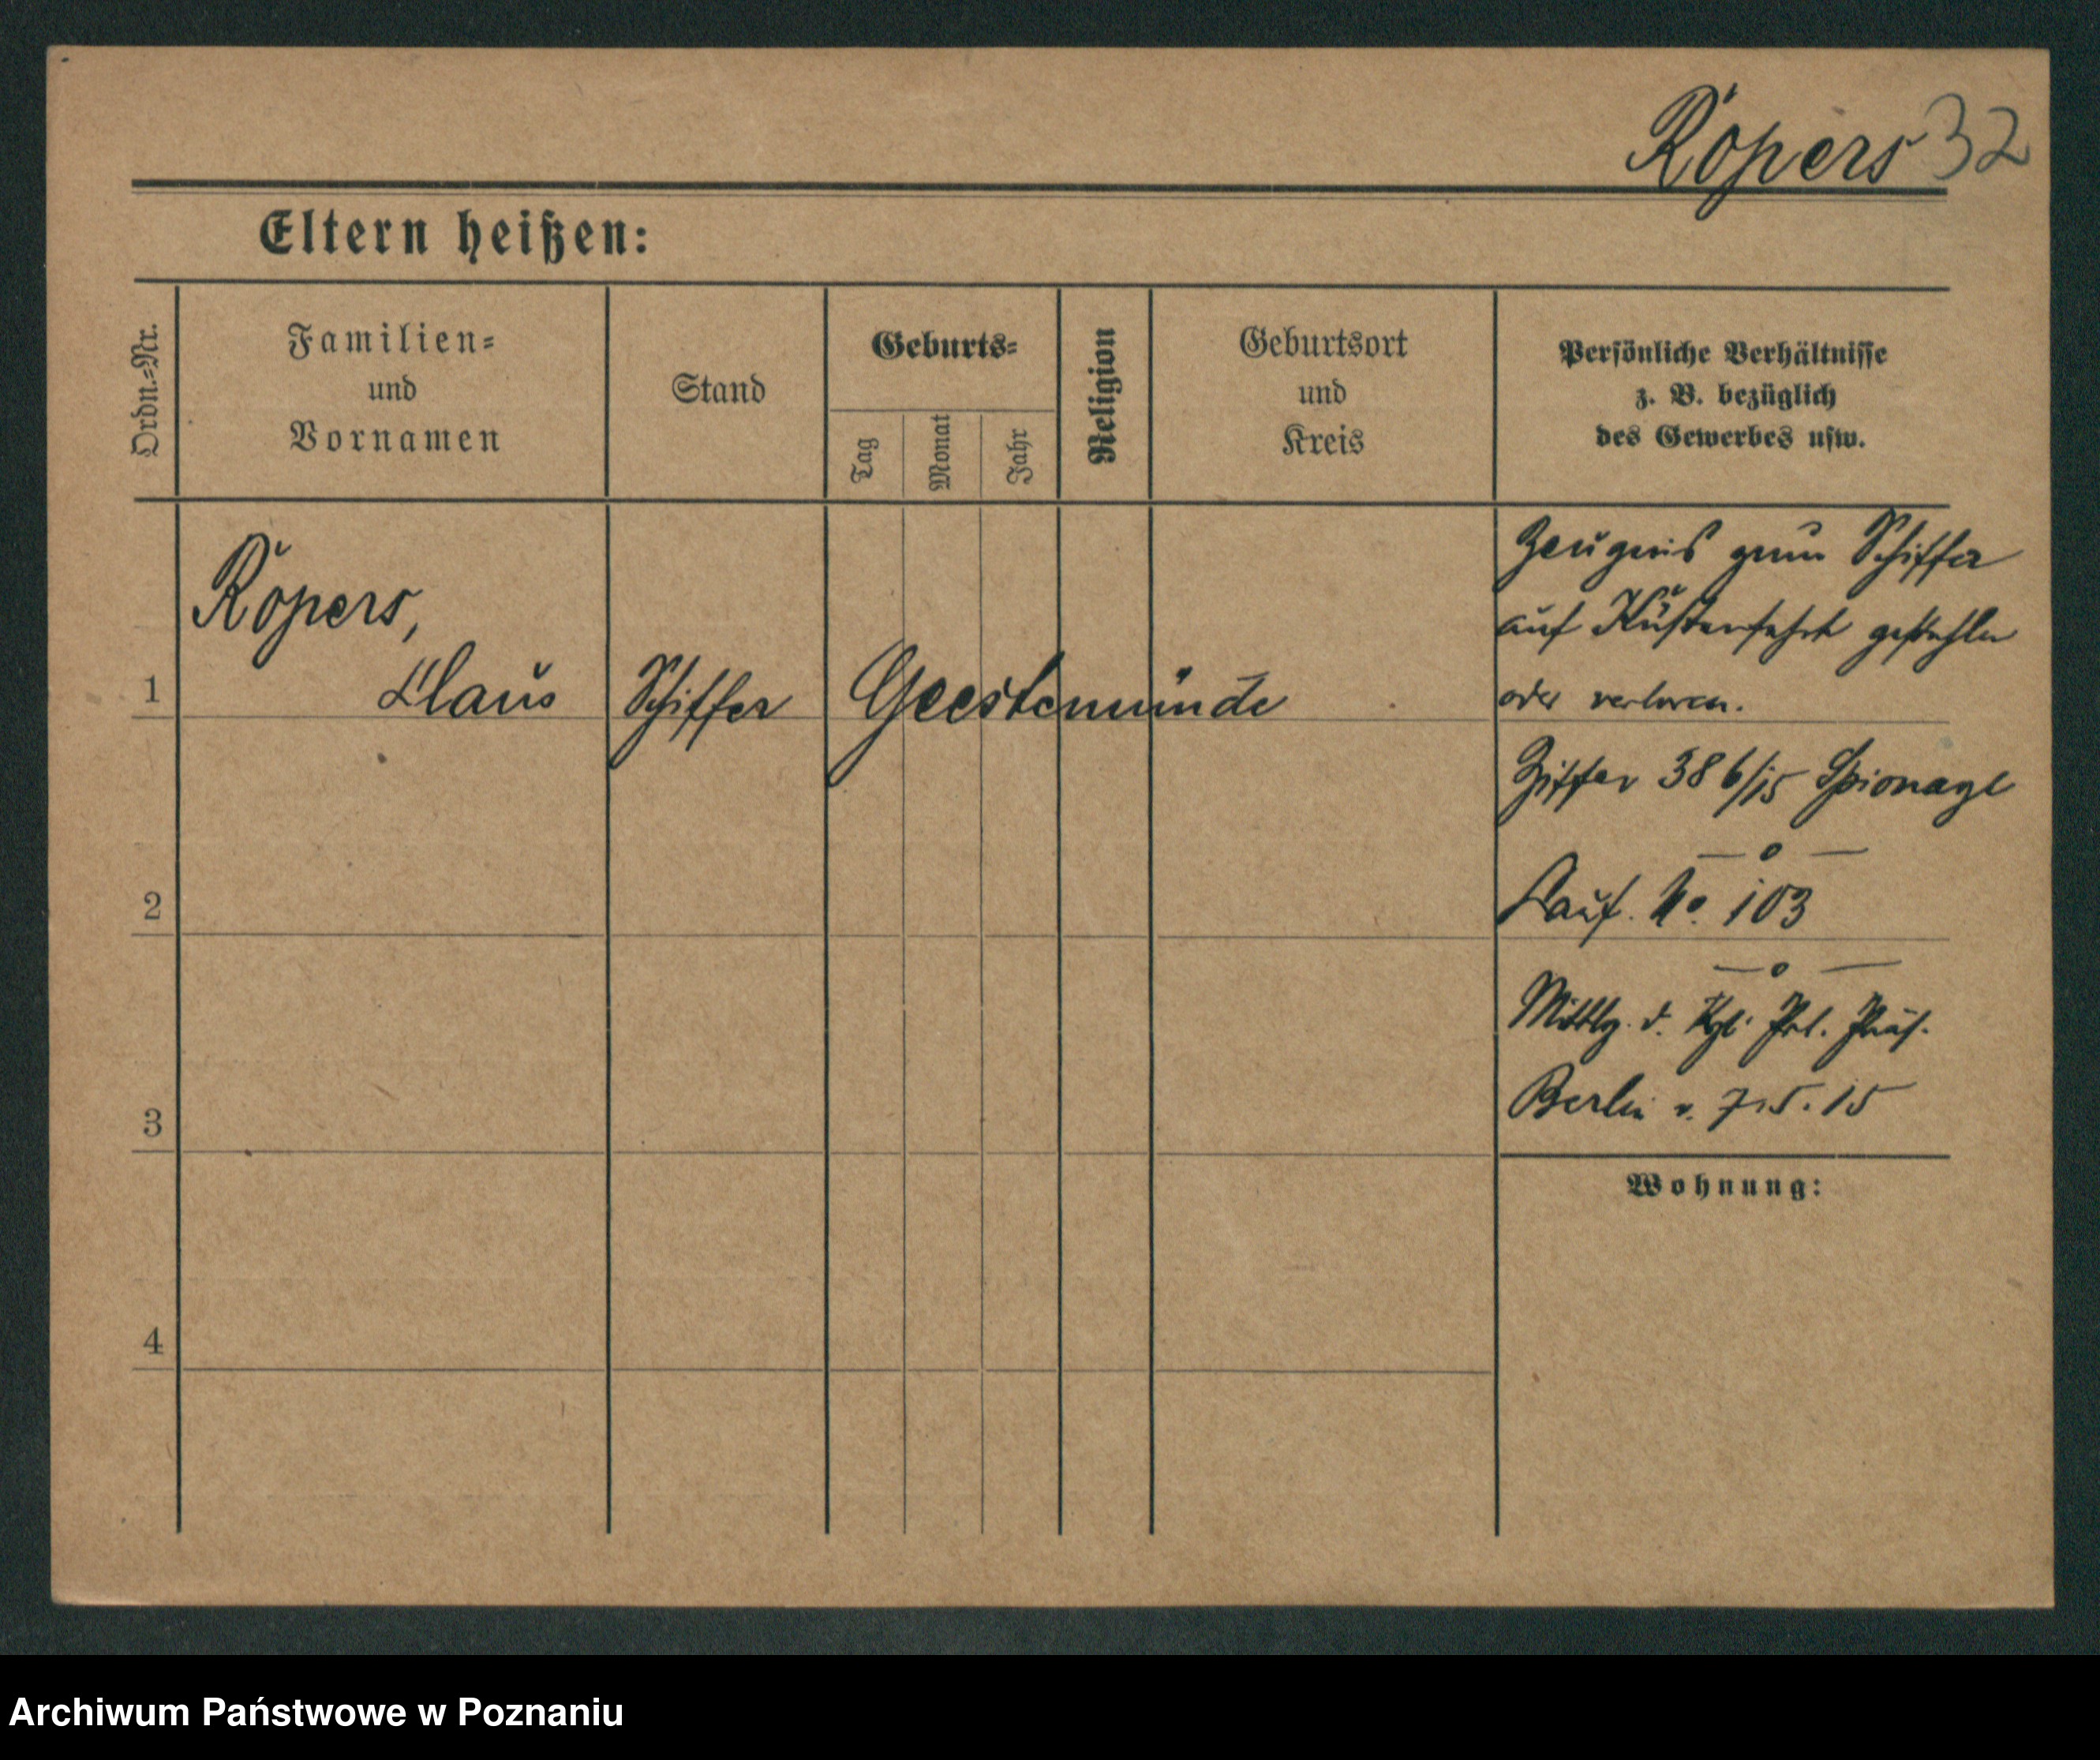 Röpers 32
Eltern heißen:
Ordn.-Nr.
Familien-
und
Vornamen
Stand
Geburts-
Tag
Monat
Jahr
Religion
Geburtsort
und
Kreis
Persönliche Verhältnisse
z. B. bezüglich
des Gewerbes usw.
Röpers,
1 Claus Schiffer Geestemünde
Zeugnis zum Schiffer
auf Küstenfahrt gestohlen
oder verloren.
Ziffer 386/15 Spionage
2
Lauf. No. 103
Mittlg. d. Kgl. Pol. Präs.
3
Berlin v. 7.5.15
Wohnung:
4
Archiwum Państwowe w Poznaniu